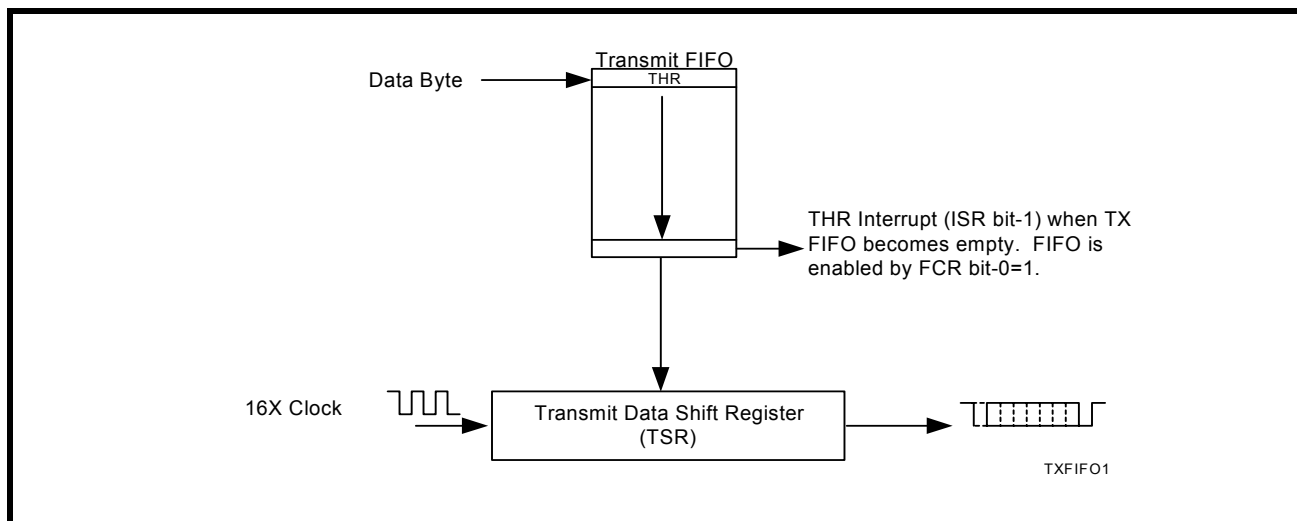 Transmit FIFO
Data Byte
THR
THR Interrupt (ISR bit-1) when TX
FIFO becomes empty. FIFO is
enabled by FCR bit-0=1.
16X Clock
Transmit Data Shift Register
(TSR)
TXFIFO1